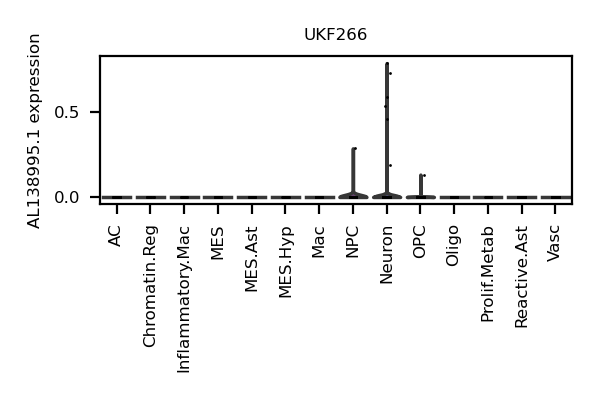 UKF266
AL138995.1 expression
0.5
0.0
AC
Chromatin.Reg
Inflammatory.Mac
MES
MES.Ast
MES.Hyp
Mac
NPC
Neuron
OPC
Oligo
Prolif.Metab
Reactive.Ast
Vasc